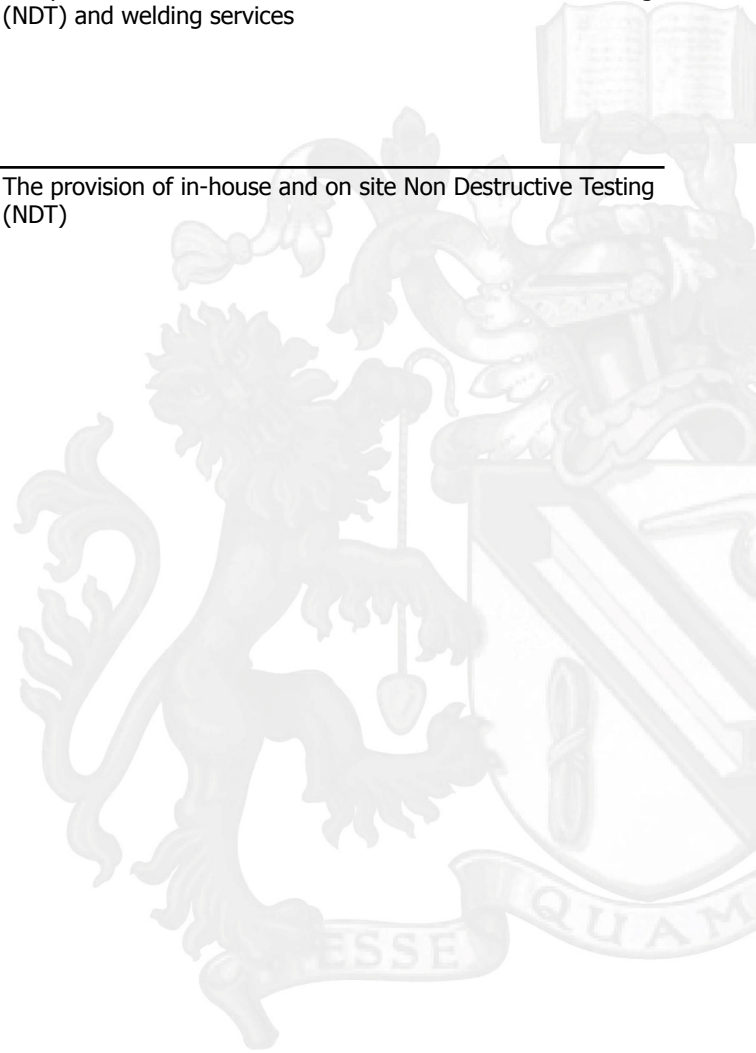 (NDT) and welding services
The provision of in-house and on site Non Destructive Testing
(NDT)
ESSE
QUAM